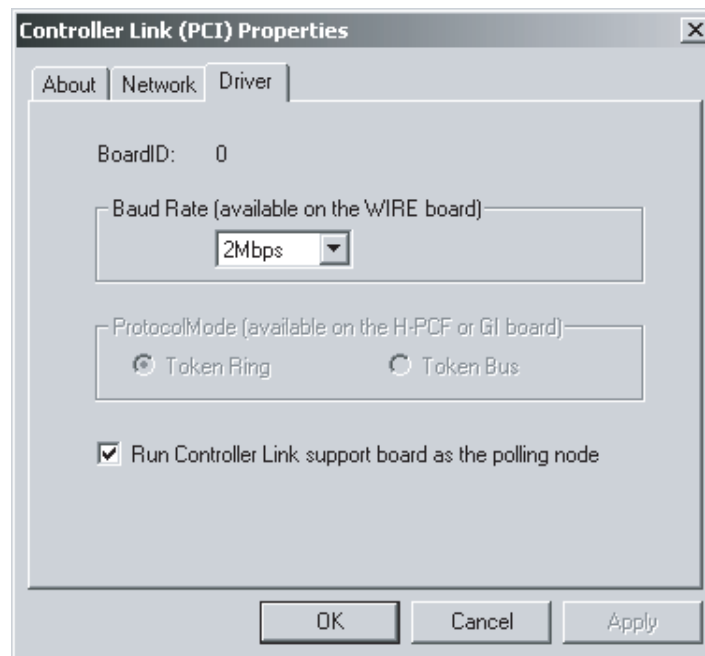 Controller Link (PCI) Properties
About Network Driver
BoardID: 0
Baud Rate (available on the WIRE board)
2Mbps
ProtocolMode (available on the H-PCF or GI board)
Token Ring Token Bus
Run Controller Link support board as the polling node
OK Cancel Apply